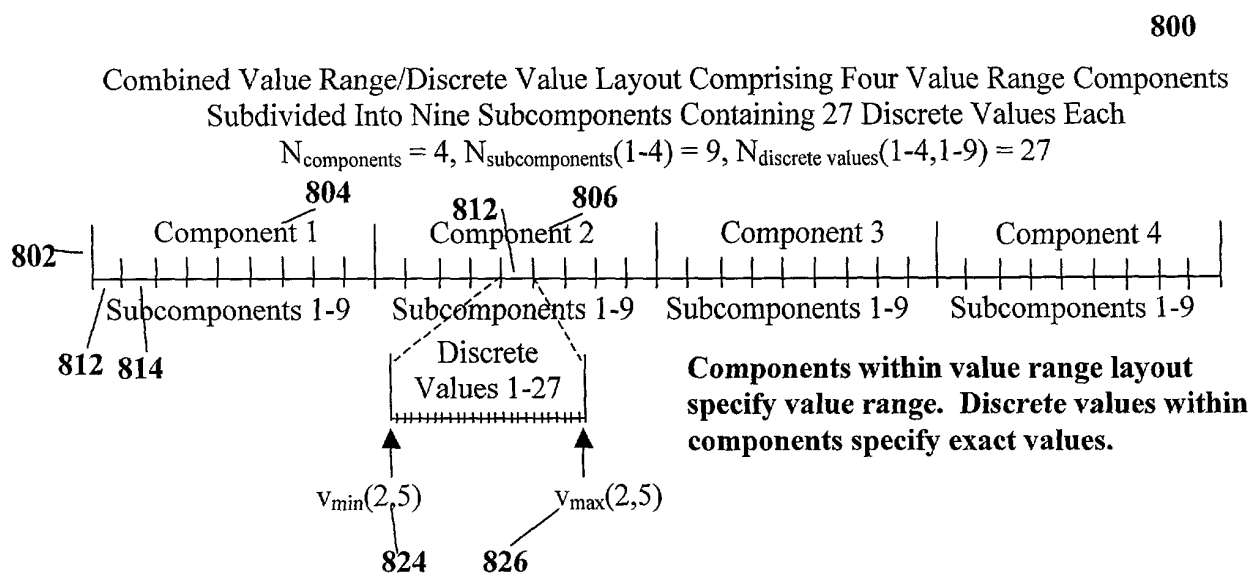 800
Combined Value Range/Discrete Value Layout Comprising Four Value Range Components
Subdivided Into Nine Subcomponents Containing 27 Discrete Values Each
Ncomponents = 4, Nsubcomponents(1-4) = 9, Ndiscrete values(1-4,1-9) = 27
804
812
806
802
Component 1
Component 2
Component 3
Component 4
Subcomponents 1-9
Subcomponents 1-9
Subcomponents 1-9
Subcomponents 1-9
812
814
Discrete
Values 1-27
Components within value range layout
specify value range. Discrete values within
components specify exact values.
vmin(2,5)
vmax(2,5)
824
826